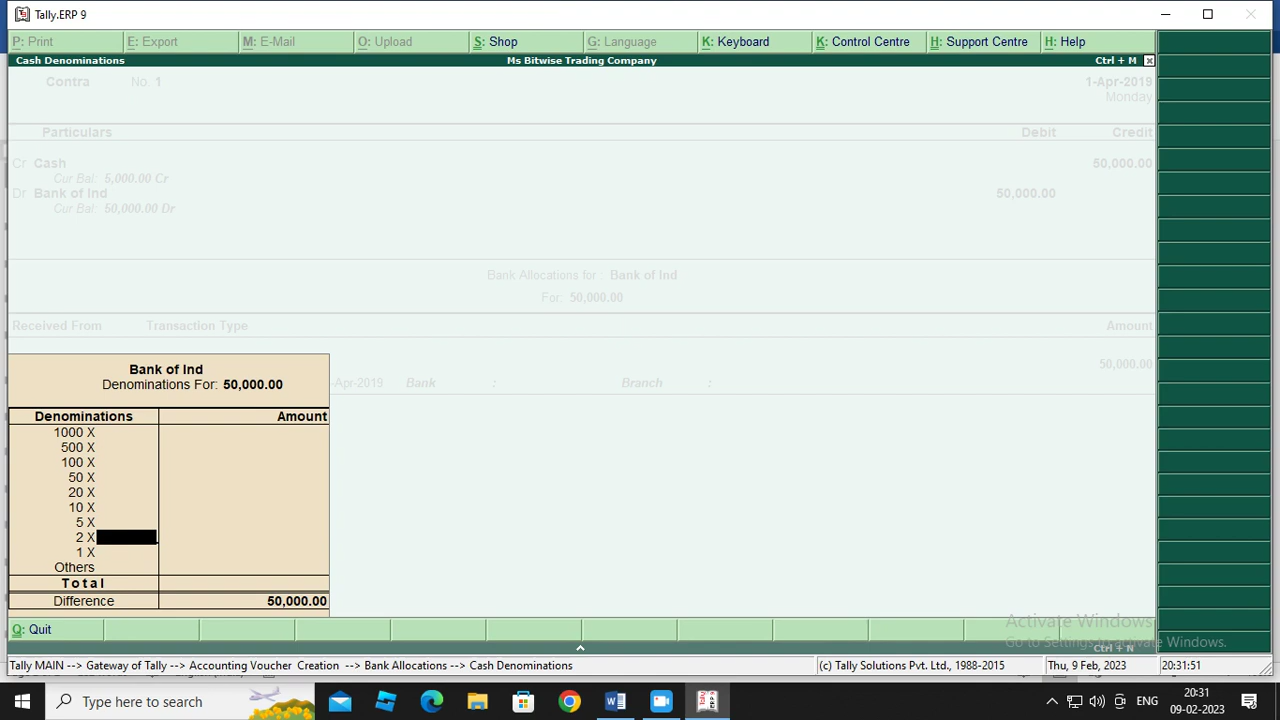 Tally.ERP 9
P: Print E: Export M: E-Mail O: Upload S: Shop G: Language K: Keyboard K: Control Centre H: Support Centre H: Help
Cash Denominations Ms Bitwise Trading Company Ctrl + M
Contra No. 1 1-Apr-2019
Monday
Particulars Debit Credit
Cr Cash 50,000.00
Cur Bal: 5,000.00 Cr
Dr Bank of Ind 50,000.00
Cur Bal: 50,000.00 Dr
Bank Allocations for : Bank of Ind
For: 50,000.00
Received From Transaction Type Amount
50,000.00
-Apr-2019 Bank : Branch :
Bank of Ind
Denominations For: 50,000.00
Denominations Amount
1000 X
500 X
100 X
50 X
20 X
10 X
5 X
2 X
1 X
Others
Total
Difference 50,000.00
Activate Windows
Go to Settings to activate Windows.
Q: Quit
Ctrl + N
Tally MAIN --> Gateway of Tally --> Accounting Voucher Creation --> Bank Allocations --> Cash Denominations (c) Tally Solutions Pvt. Ltd., 1988-2015 Thu, 9 Feb, 2023 20:31:51
Type here to search ENG 20:31
09-02-2023